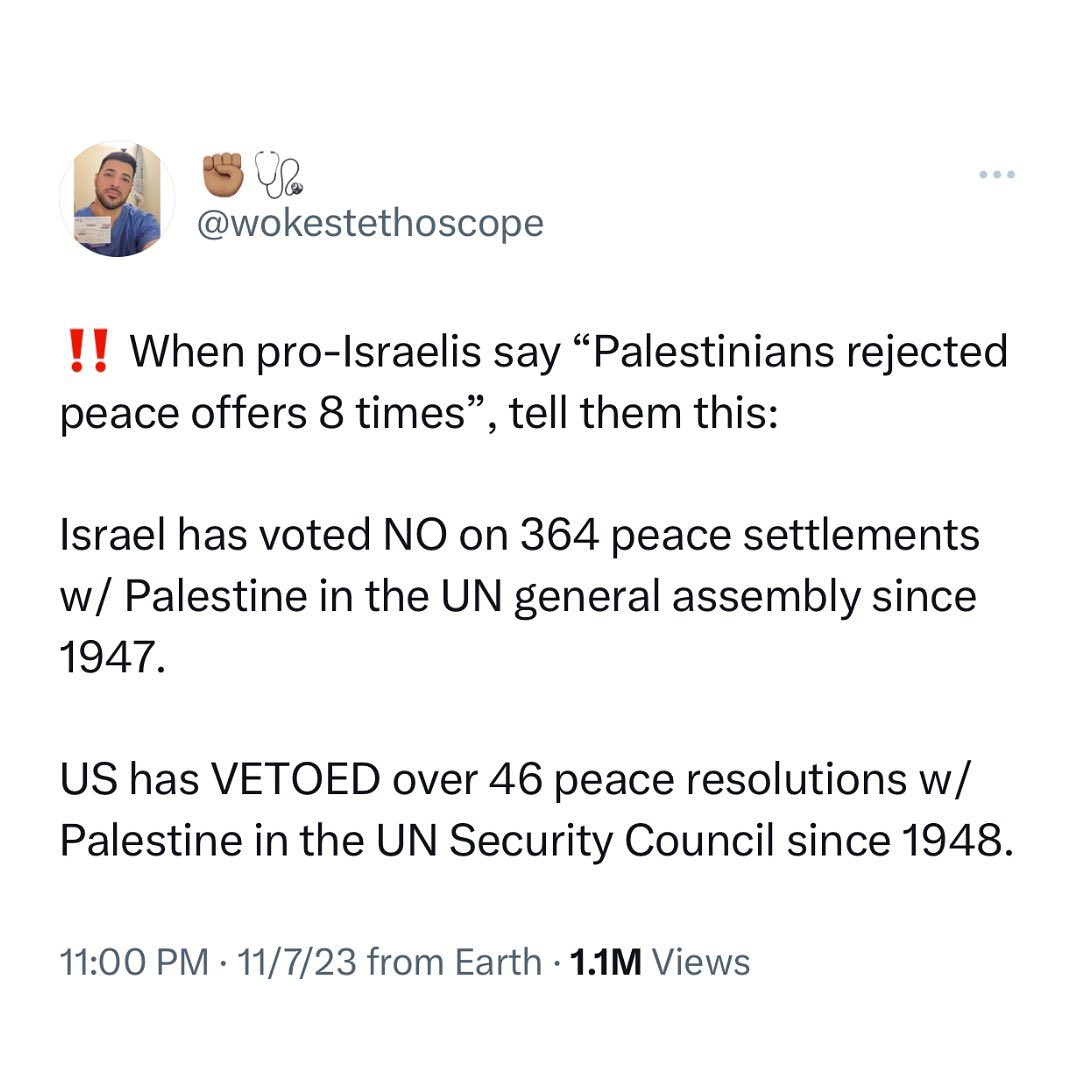 ✊🏽🩺
@wokestethoscope
‼️ When pro-Israelis say “Palestinians rejected
peace offers 8 times”, tell them this:
Israel has voted NO on 364 peace settlements
w/ Palestine in the UN general assembly since
1947.
US has VETOED over 46 peace resolutions w/
Palestine in the UN Security Council since 1948.
11:00 PM · 11/7/23 from Earth · 1.1M Views